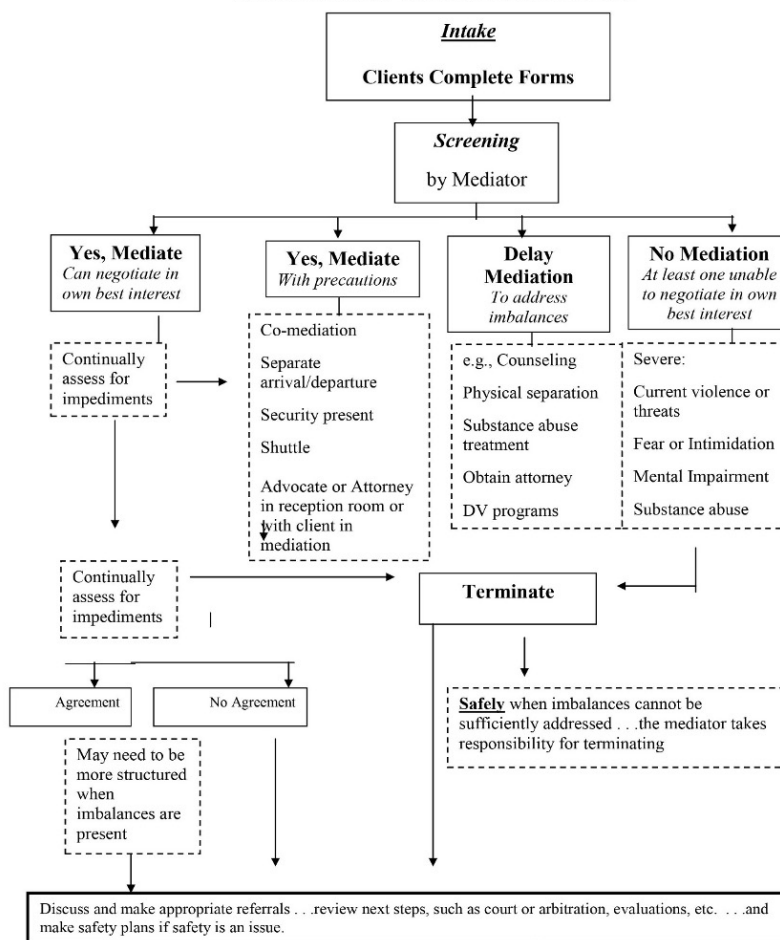 Intake
Clients Complete Forms
Screening
by Mediator
Yes, Mediate
Can negotiate in
own best interest
Yes, Mediate
With precautions
Delay
Mediation
To address
imbalances
No Mediation
At least one unable
to negotiate in own
best interest
Continually
assess for
impediments
Co-mediation
Separate
arrival/departure
Security present
Shuttle
Advocate or Attorney
in reception room or
with client in
mediation
e.g., Counseling
Physical separation
Substance abuse
treatment
Obtain attorney
DV programs
Severe:
Current violence or
threats
Fear or Intimidation
Mental Impairment
Substance abuse
Continually
assess for
impediments
Terminate
Agreement
No Agreement
Safely when imbalances cannot be
sufficiently addressed . . .the mediator takes
responsibility for terminating
May need to be
more structured
when
imbalances are
present
Discuss and make appropriate referrals . . .review next steps, such as court or arbitration, evaluations, etc. . . .and
make safety plans if safety is an issue.